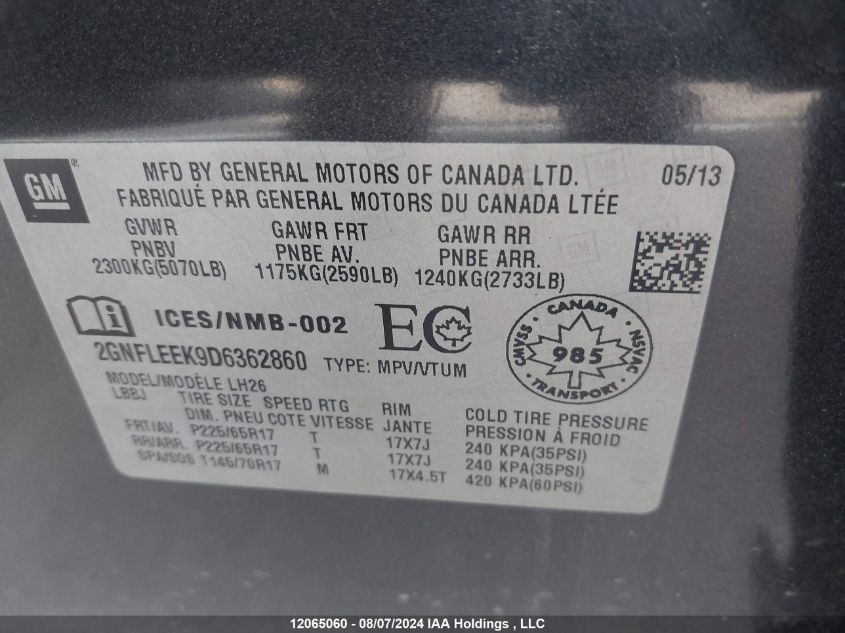 GM
MFD BY GENERAL MOTORS OF CANADA LTD. 05/13
FABRIQUÉ PAR GENERAL MOTORS DU CANADA LTÉE
GVWR GAWR FRT GAWR RR
PNBV PNBE AV. PNBE ARR.
2300KG(5070LB) 1175KG(2590LB) 1240KG(2733LB)
i ICES/NMB-002 EC
CANADA
CMVSS 985 NSVAC
TRANSPORT
2GNFLEEK9D6362860 TYPE: MPV/VTUM
MODEL/MODÈLE LH26
LBBJ TIRE SIZE SPEED RTG RIM COLD TIRE PRESSURE
DIM. PNEU COTE VITESSE JANTE PRESSION À FROID
FRT/AV. P225/65R17 T 17X7J 240 KPA(35PSI)
RR/ARR. P225/65R17 T 17X7J 240 KPA(35PSI)
SPA/SOS T145/70R17 M 17X4.5T 420 KPA(60PSI)
12065060 - 08/07/2024 IAA Holdings , LLC